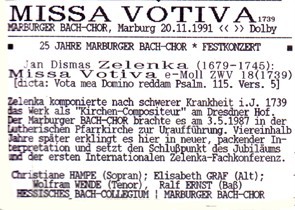 MISSA VOTIVA 1739
MARBURGER BACH-CHOR, Marburg 20.11.1991 <<>> Dolby
25 JAHRE MARBURGER BACH-CHOR * FESTKONZERT
Jan Dismas Zelenka (1679-1745):
Missa Votiva e-Moll ZWV 18(1739)
[dicta: Vota mea Domino reddam Psalm. 115. Vers. 5]
Zelenka komponierte nach schwerer Krankheit i.J. 1739
das Werk als "Kirchen-Compositeur" am Dresdner Hof.
Der Marburger BACH-CHOR brachte es am 3.5.1987 in der
Lutherischen Pfarrkirche zur Uraufführung. Viereinhalb
Jahre später erklingt es hier in neuer, packender In-
terpretation und setzt den Schlußpunkt des Jubiläums
und der ersten Internationalen Zelenka-Fachkonferenz.
Christiane HAMPE (Sopran); Elisabeth GRAF (Alt);
Wolfram WENDE (Tenor), Ralf ERNST (Baß)
HESSISCHES BACH-COLLEGIUM | MARBURGER BACH-CHOR